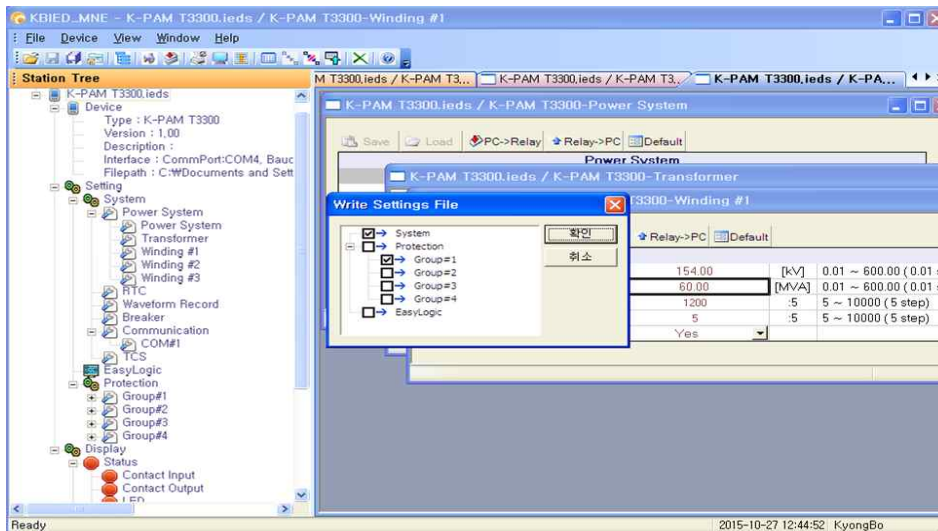 KBIED_MNE - K-PAM T3300.ieds / K-PAM T3300-Winding #1
File Device View Window Help
Station Tree
K-PAM T3300.ieds
Device
Type : K-PAM T3300
Version : 1,00
Description :
Interface : CommPort:COM4, Bauc
Filepath : C:₩Documents and Sett
Setting
System
Power System
Power System
Transformer
Winding #1
Winding #2
Winding #3
RTC
Waveform Record
Breaker
Communication
COM#1
TCS
EasyLogic
Protection
Group#1
Group#2
Group#3
Group#4
Display
Status
Contact Input
Contact Output
LED
M T3300.ieds / K-PAM T3... K-PAM T3300.ieds / K-PAM T3... K-PAM T3300.ieds / K-PA...
K-PAM T3300.ieds / K-PAM T3300-Power System
Save Load PC->Relay Relay->PC Default
Power System
K-PAM T3300.ieds / K-PAM T3300-Transformer
T3300-Winding #1
Relay->PC Default
154.00 [kV] 0.01 ~ 600.00 ( 0.01
60.00 [MVA] 0.01 ~ 600.00 ( 0.01
1200 :5 5 ~ 10000 ( 5 step)
5 :5 5 ~ 10000 ( 5 step)
Yes
Write Settings File
System
Protection
Group#1
Group#2
Group#3
Group#4
EasyLogic
확인
취소
Ready 2015-10-27 12:44:52 KyongBo